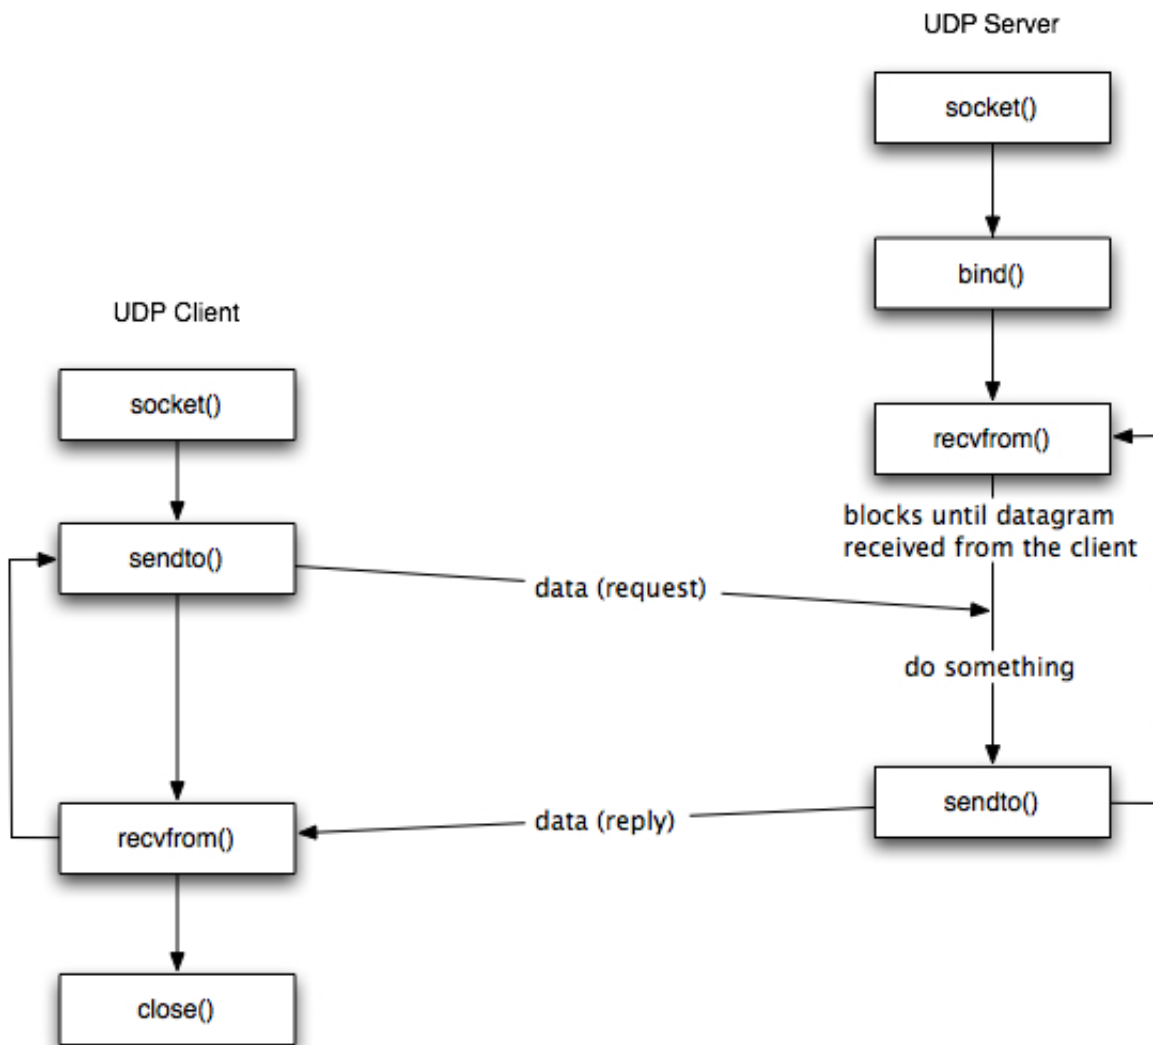 UDP Server
socket()
bind()
UDP Client
socket()
recvfrom()
blocks until datagram
received from the client
sendto()
data (request)
do something
sendto()
data (reply)
recvfrom()
close()